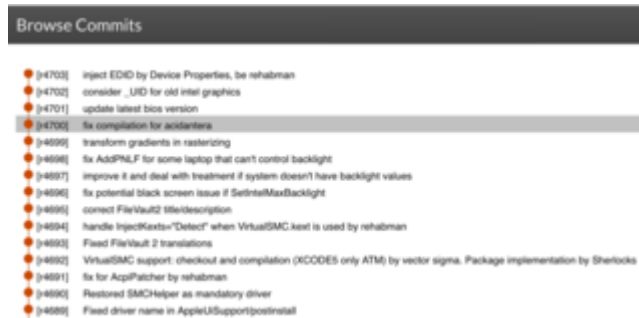 Browse Commits
[r4703] inject EDID by Device Properties, be rehabman
[r4702] consider _UID for old intel graphics
[r4701] update latest bios version
[r4700] fix compilation for acidantera
[r4699] transform gradients in rasterizing
[r4698] fix AddPNLF for some laptop that can't control backlight
[r4697] improve it and deal with treatment if system doesn't have backlight values
[r4696] fix potential black screen issue if SetIntelMaxBacklight
[r4695] correct FileVault2 title/description
[r4694] handle InjectKexts="Detect" when VirtualSMC.kext is used by rehabman
[r4693] Fixed FileVault 2 translations
[r4692] VirtualSMC support: checkout and compilation (XCODE5 only ATM) by vector sigma. Package implementation by Sherlocks
[r4691] fix for AcpiPatcher by rehabman
[r4690] Restored SMCHelper as mandatory driver
[r4689] Fixed driver name in AppleUISupport/postinstall